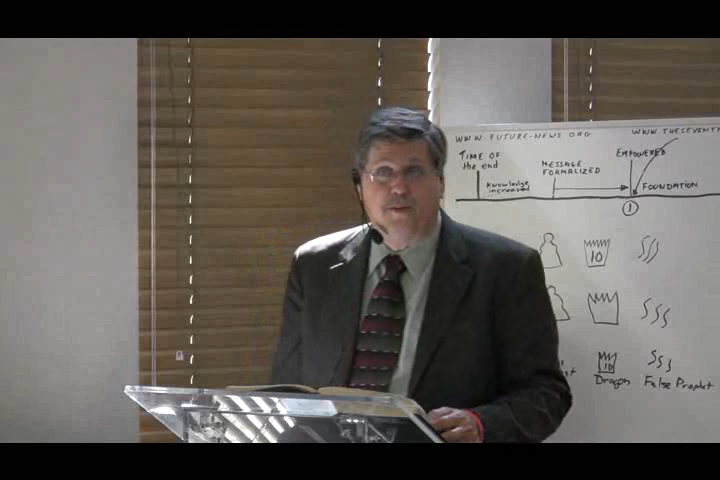 WWW.FUTURE-NEWS.ORG
WWW.THESEVENTH
TIME OF
the end
Knowledge
increased
MESSAGE
FORMALIZED
EMPOWERED
FOUNDATION
1
10
10
Dragon
False Prophet